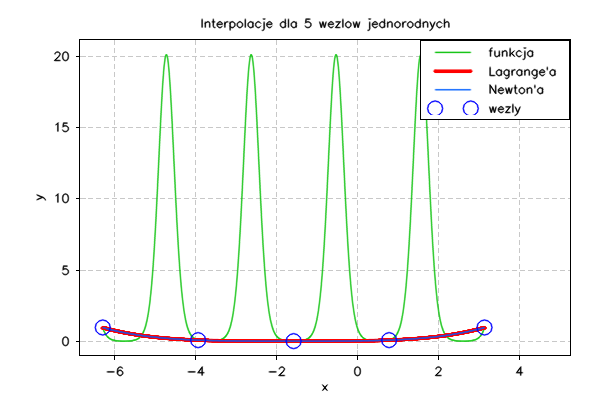 Interpolacje dla 5 wezlow jednorodnych
funkcja
Lagrange'a
Newton'a
wezly
20
15
10
5
0
y
−6
−4
−2
0
2
4
x